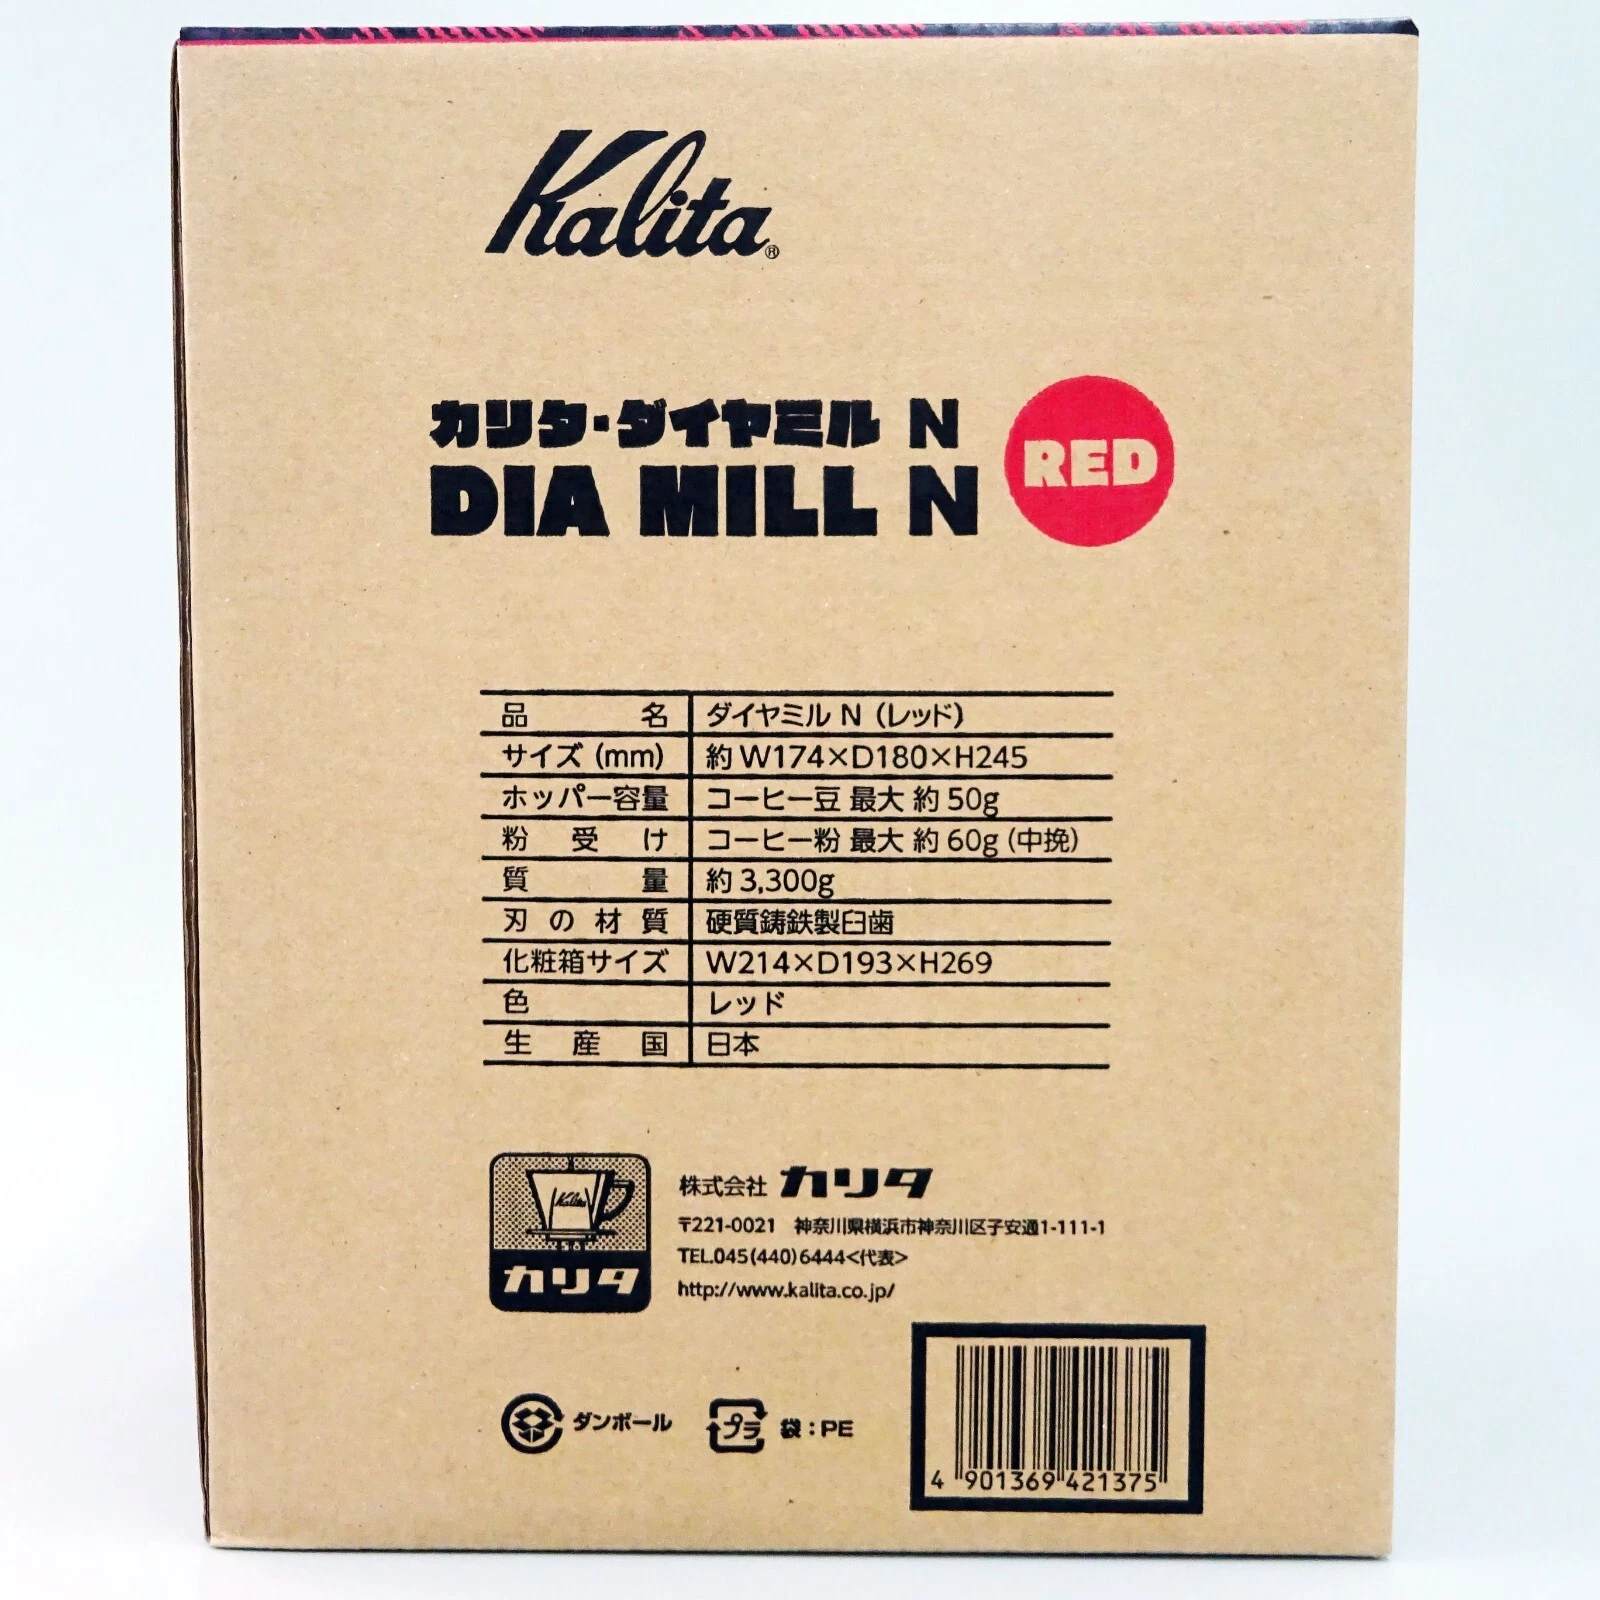 Kalita®
カリタ・ダイヤミル N
DIA MILL N
RED
品名 ダイヤミル N (レッド)
サイズ (mm) 約 W174×D180×H245
ホッパー容量 コーヒー豆 最大 約 50g
粉受け コーヒー粉 最大 約 60g (中挽)
質量 約 3,300g
刃の材質 硬質鋳鉄製臼歯
化粧箱サイズ W214×D193×H269
色 レッド
生産国 日本
Kalita
カリタ
株式会社 カリタ
〒221-0021 神奈川県横浜市神奈川区子安通1-111-1
TEL.045(440)6444<代表>
http://www.kalita.co.jp/
ダンボール
プラ 袋:PE
4 901369 421375